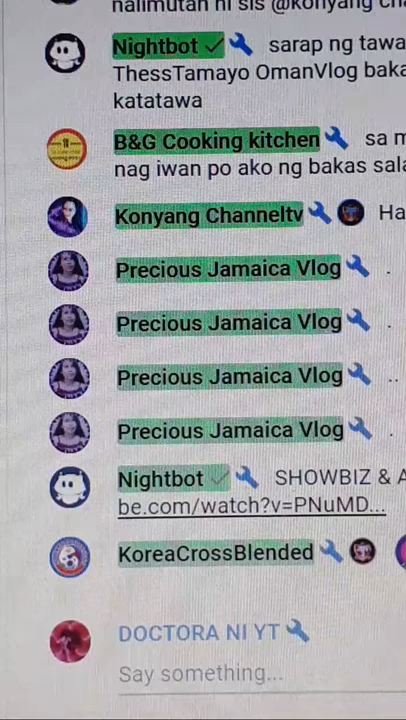 nalimutan ni sis @konyang
Nightbot sarap ng tawa
ThessTamayo OmanVlog baka
katatawa
B&G Cooking kitchen sa
nag iwan po ako ng bakas
Konyang Channeltv Ha
Precious Jamaica Vlog .
Precious Jamaica Vlog .
Precious Jamaica Vlog ..
Precious Jamaica Vlog .
Nightbot SHOWBIZ & A
be.com/watch?v=PNuMD...
KoreaCrossBlended
DOCTORA NI YT
Say something...